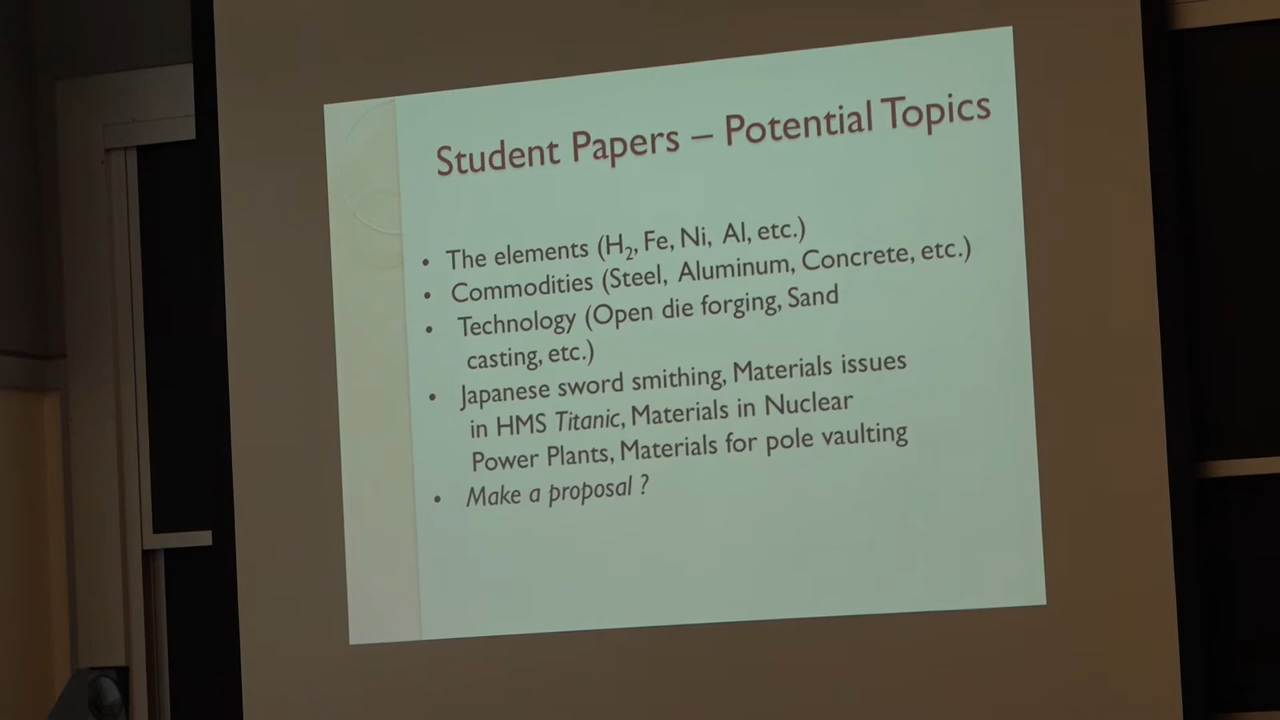 Student Papers – Potential Topics
• The elements (H₂, Fe, Ni, Al, etc.)
• Commodities (Steel, Aluminum, Concrete, etc.)
• Technology (Open die forging, Sand
casting, etc.)
• Japanese sword smithing, Materials issues
in HMS Titanic, Materials in Nuclear
Power Plants, Materials for pole vaulting
• Make a proposal ?